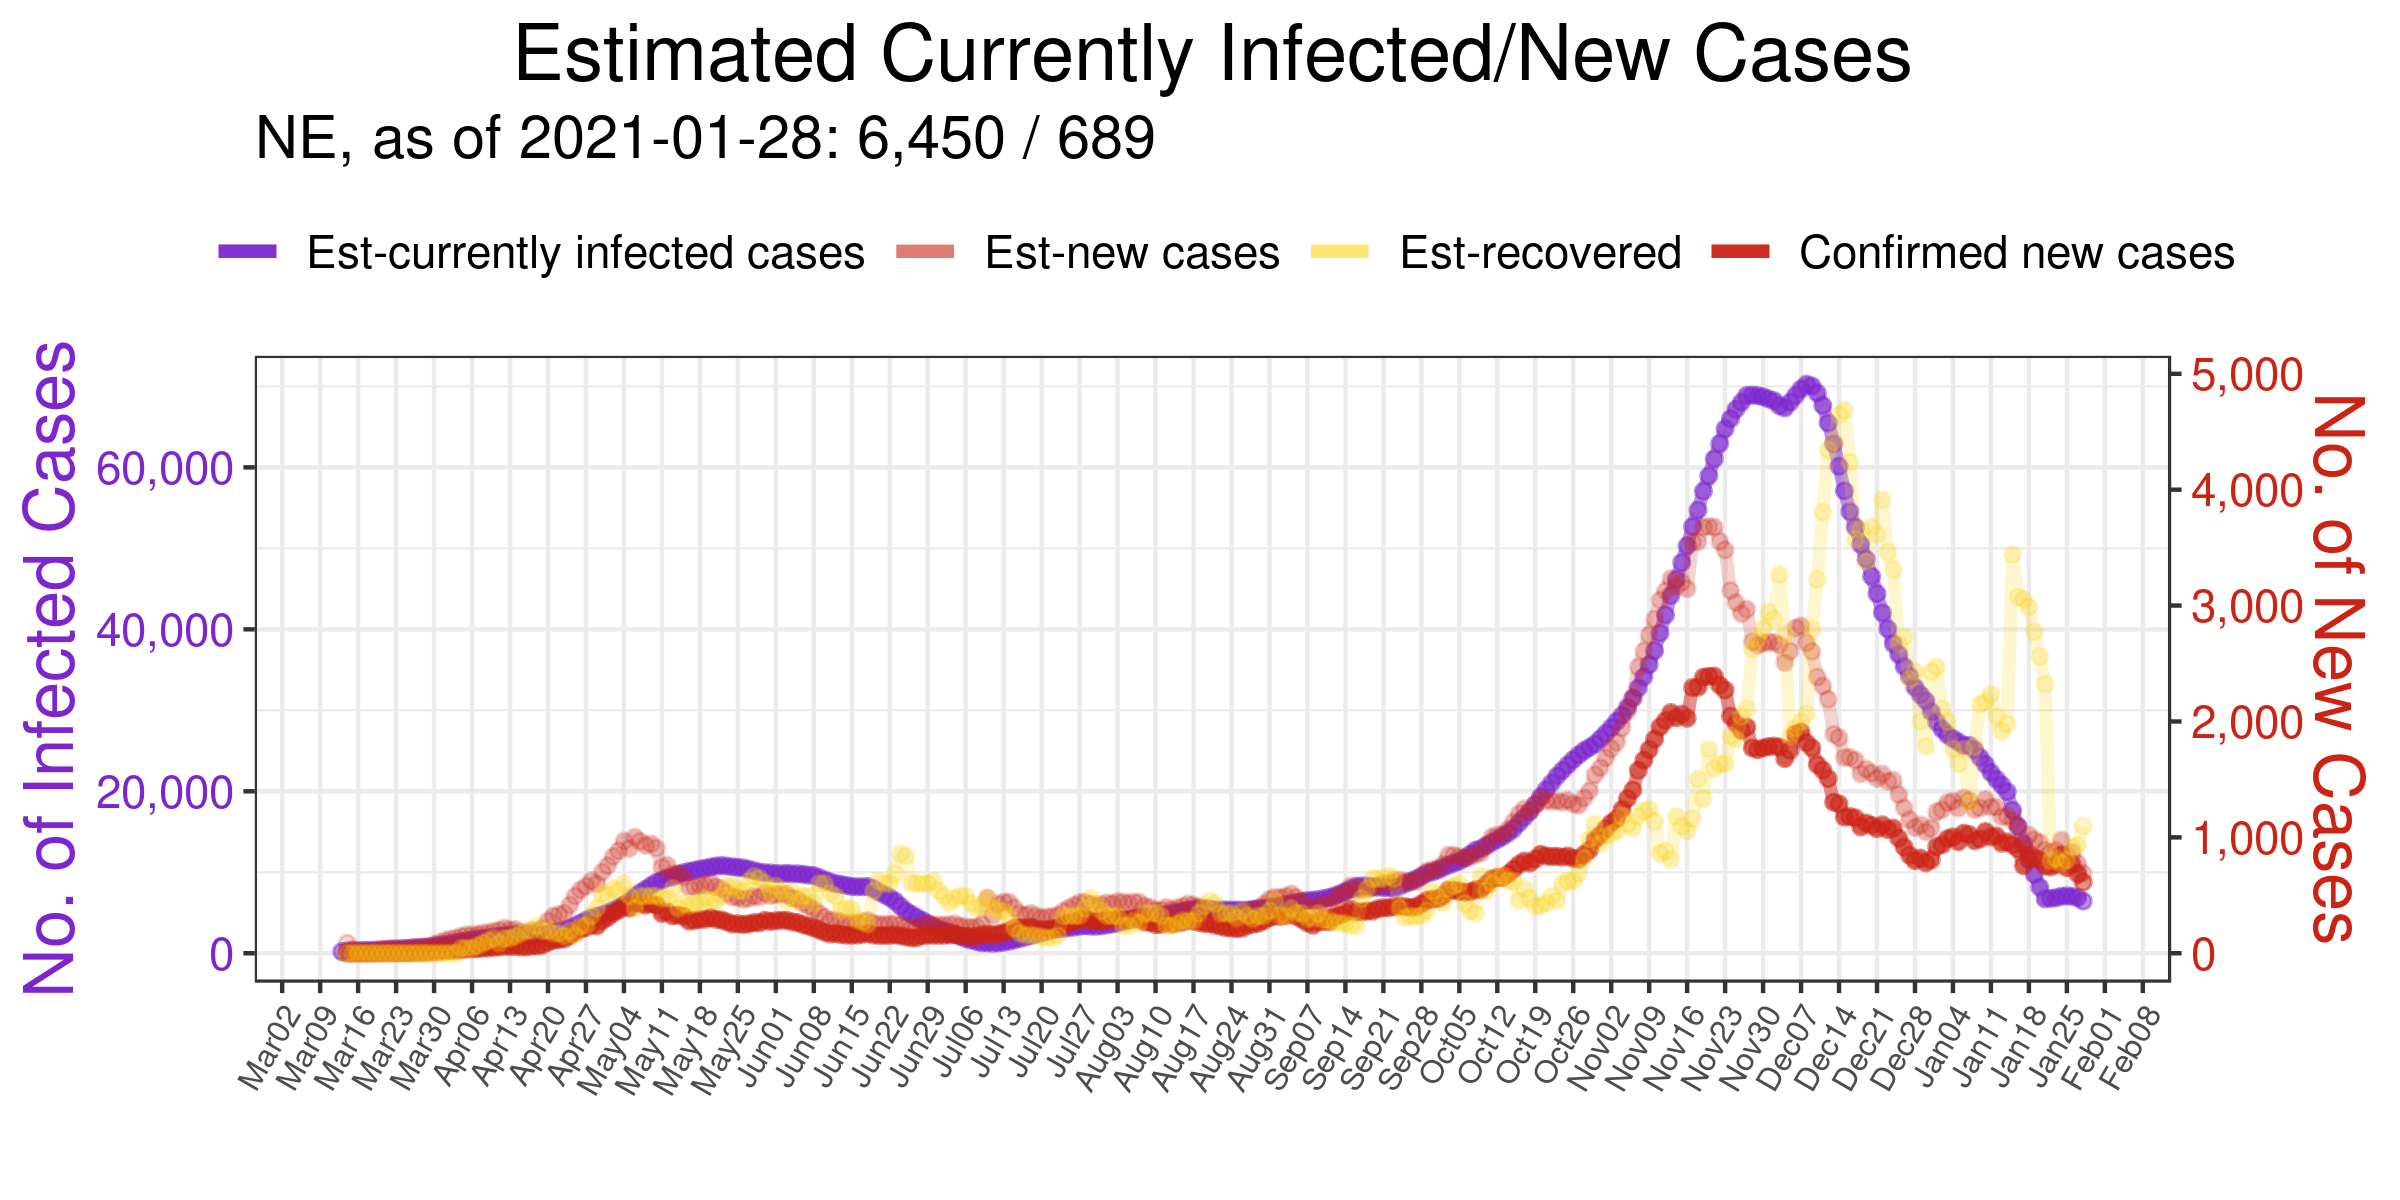 Estimated Currently Infected/New Cases
NE, as of 2021-01-28: 6,450 / 689
Est-currently infected cases Est-new cases Est-recovered Confirmed new cases
No. of Infected Cases
60,000
40,000
20,000
0
5,000
4,000
3,000
2,000
1,000
0
No. of New Cases
Mar02 Mar09 Mar16 Mar23 Mar30 Apr06 Apr13 Apr20 Apr27 May04 May11 May18 May25 Jun01 Jun08 Jun15 Jun22 Jun29 Jul06 Jul13 Jul20 Jul27 Aug03 Aug10 Aug17 Aug24 Aug31 Sep07 Sep14 Sep21 Sep28 Oct05 Oct12 Oct19 Oct26 Nov02 Nov09 Nov16 Nov23 Nov30 Dec07 Dec14 Dec21 Dec28 Jan04 Jan11 Jan18 Jan25 Feb01 Feb08